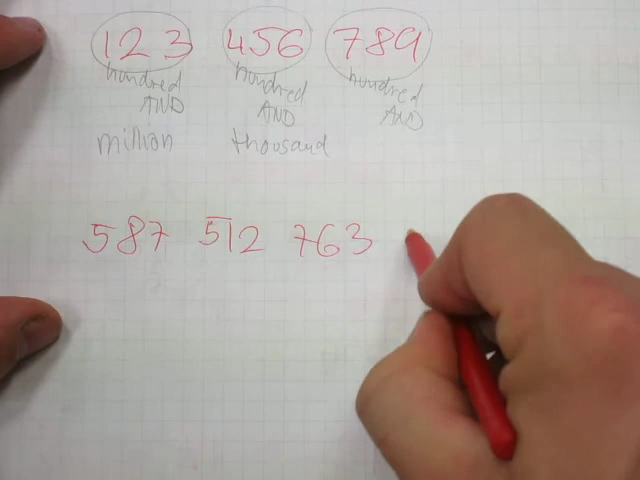 123 456 789
hundred hundred hundred
AND AND AND
million thousand
587 512 763